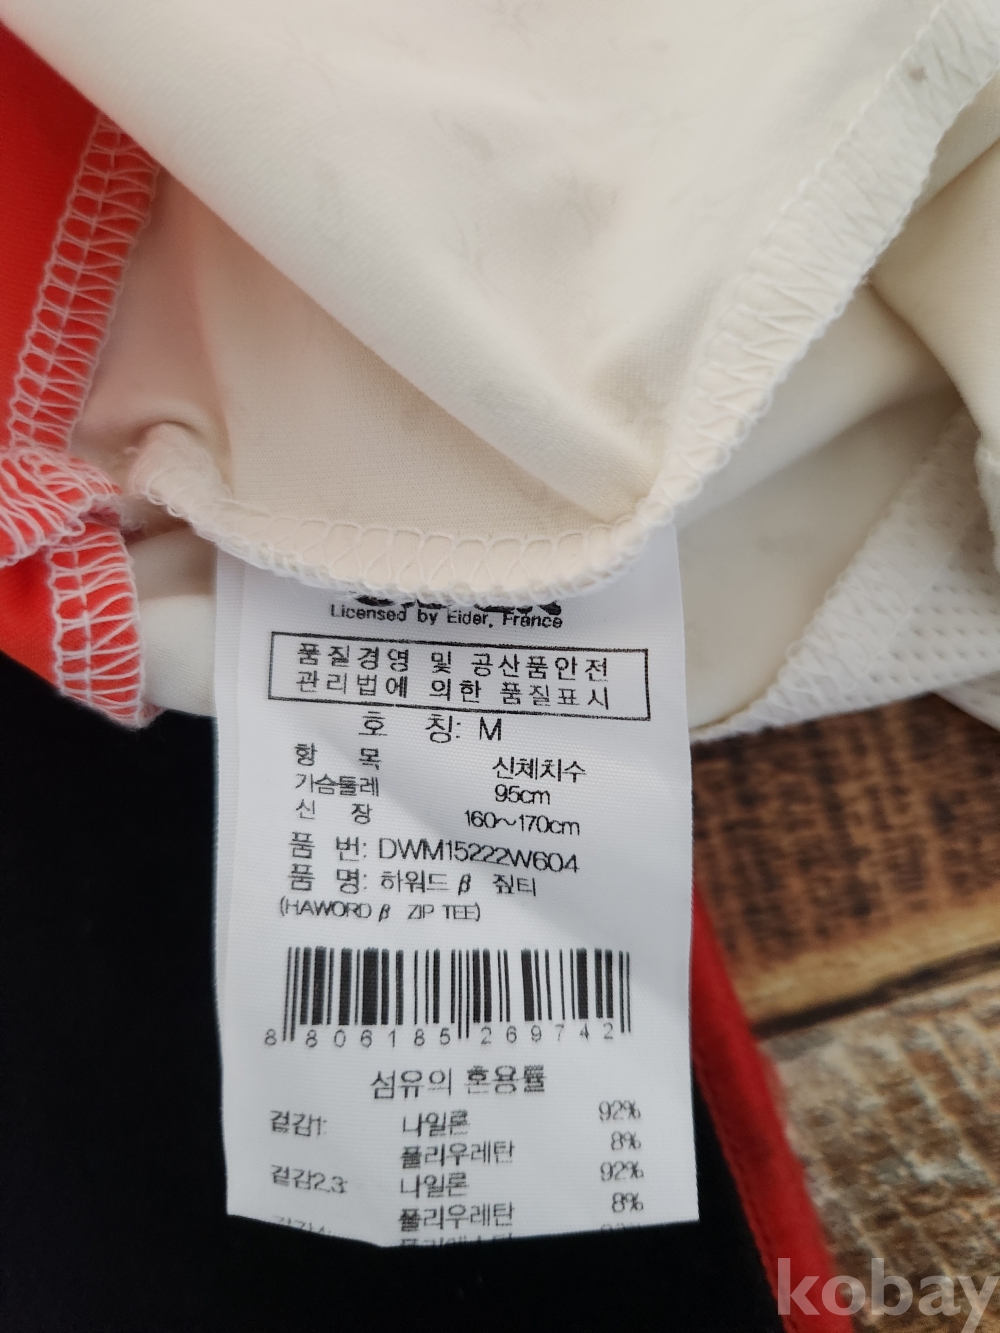 Licensed by Eider, France
품질경영 및 공산품안전
관리법에 의한 품질표시
호 칭: M
항 목 신체치수
가슴둘레 95cm
신 장 160~170cm
품 번: DWM15222W604
품 명: 하워드 β 짚티
(HAWORD β ZIP TEE)
8 806185 269742
섬유의 혼용률
겉감1: 나일론 92%
폴리우레탄 8%
겉감2,3: 나일론 92%
폴리우레탄 8%
kobay